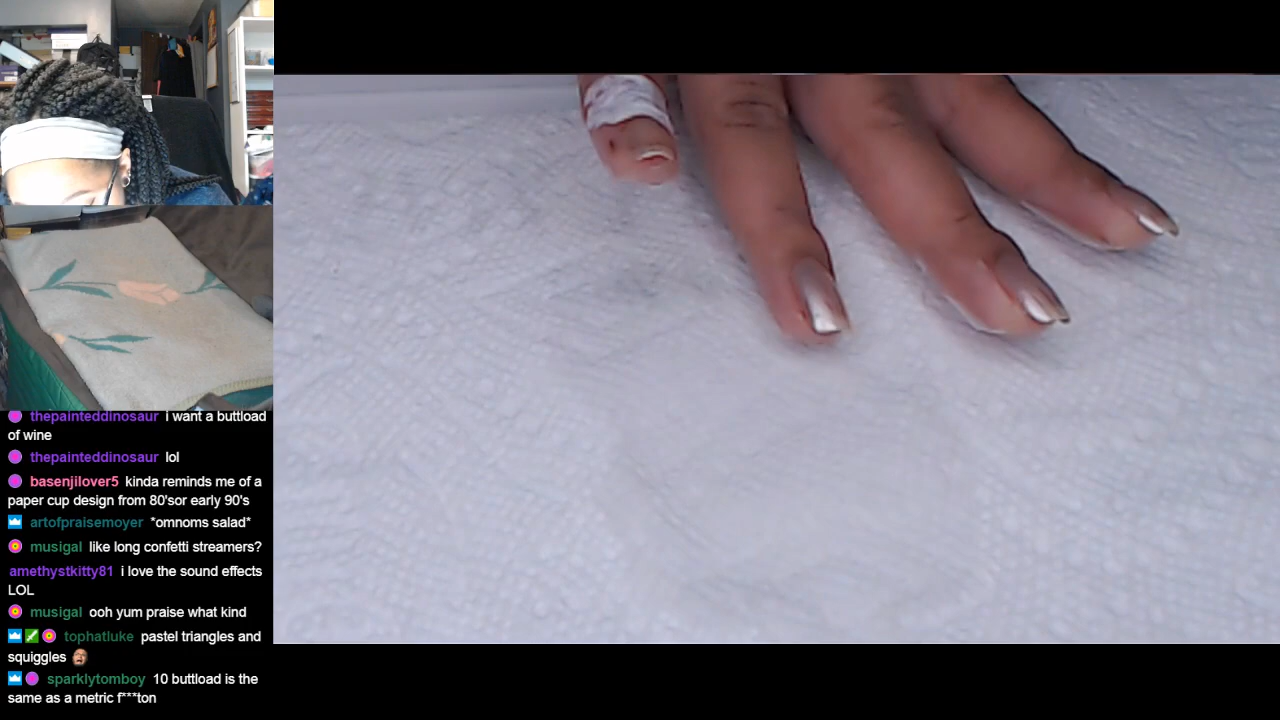 thepainteddinosaur i want a buttload
of wine
thepainteddinosaur lol
basenjilover5 kinda reminds me of a
paper cup design from 80'sor early 90's
artofpraisemoyer *omnoms salad*
musigal like long confetti streamers?
amethystkitty81 i love the sound effects
LOL
musigal ooh yum praise what kind
tophatluke pastel triangles and
squiggles
sparklytomboy 10 buttload is the
same as a metric f***ton